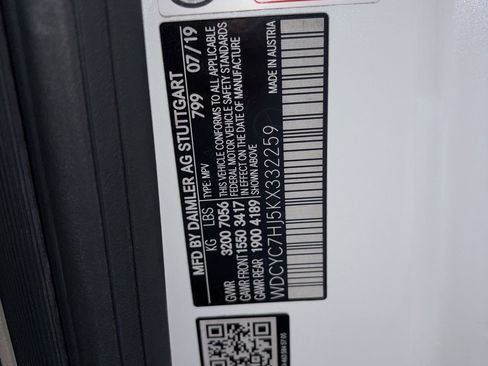 MFD BY DAIMLER AG STUTTGART
799 07/19
KG LBS TYPE: MPV
GVWR 3200 7056
GAWR FRONT 1550 3417
GAWR REAR 1900 4189
THIS VEHICLE CONFORMS TO ALL APPLICABLE
FEDERAL MOTOR VEHICLE SAFETY STANDARDS
IN EFFECT ON THE DATE OF MANUFACTURE
MADE IN AUSTRIA
WDCYC7HJ5KX332259